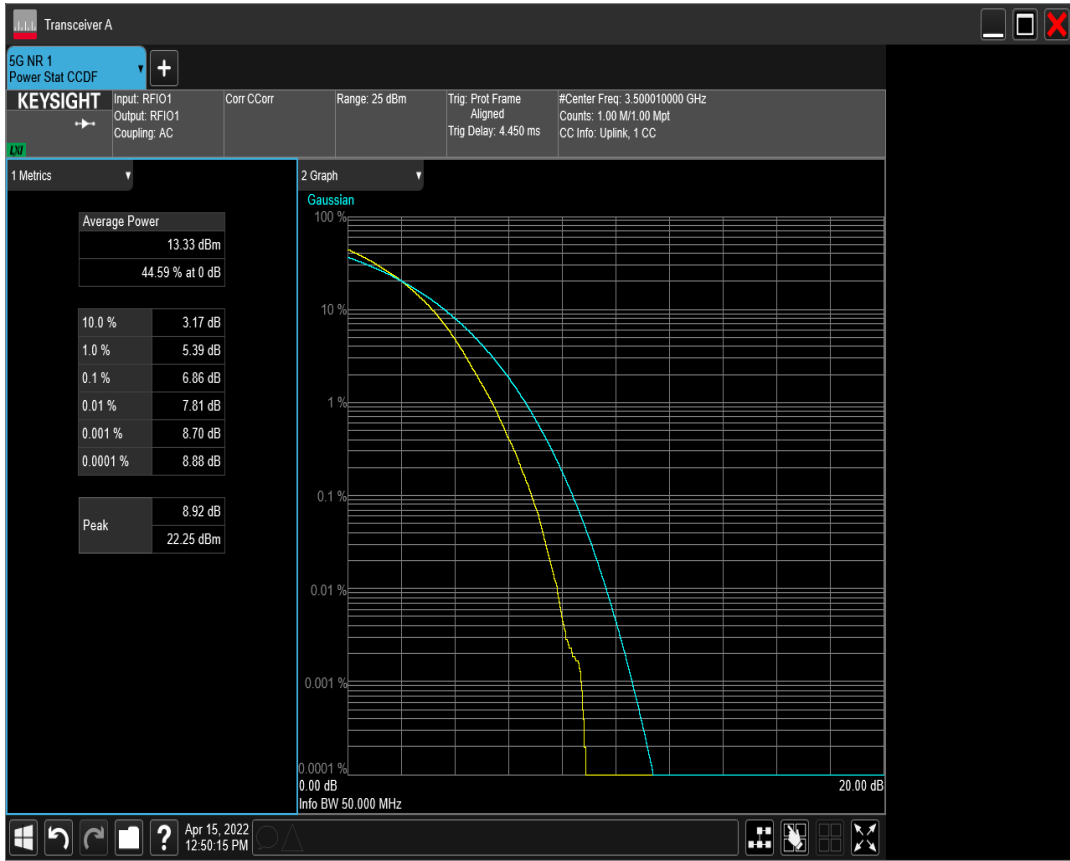 Transceiver A
5G NR 1
Power Stat CCDF
KEYSIGHT
LXI
Input: RFIO1
Output: RFIO1
Coupling: AC
Corr CCorr
Range: 25 dBm
Trig: Prot Frame
Aligned
Trig Delay: 4.450 ms
#Center Freq: 3.500010000 GHz
Counts: 1.00 M/1.00 Mpt
CC Info: Uplink, 1 CC
1 Metrics
Average Power
13.33 dBm
44.59 % at 0 dB
10.0 % 3.17 dB
1.0 % 5.39 dB
0.1 % 6.86 dB
0.01 % 7.81 dB
0.001 % 8.70 dB
0.0001 % 8.88 dB
Peak
8.92 dB
22.25 dBm
2 Graph
Gaussian
100 %
10 %
1 %
0.1 %
0.01 %
0.001 %
0.0001 %
0.00 dB 20.00 dB
Info BW 50.000 MHz
?
Apr 15, 2022
12:50:15 PM